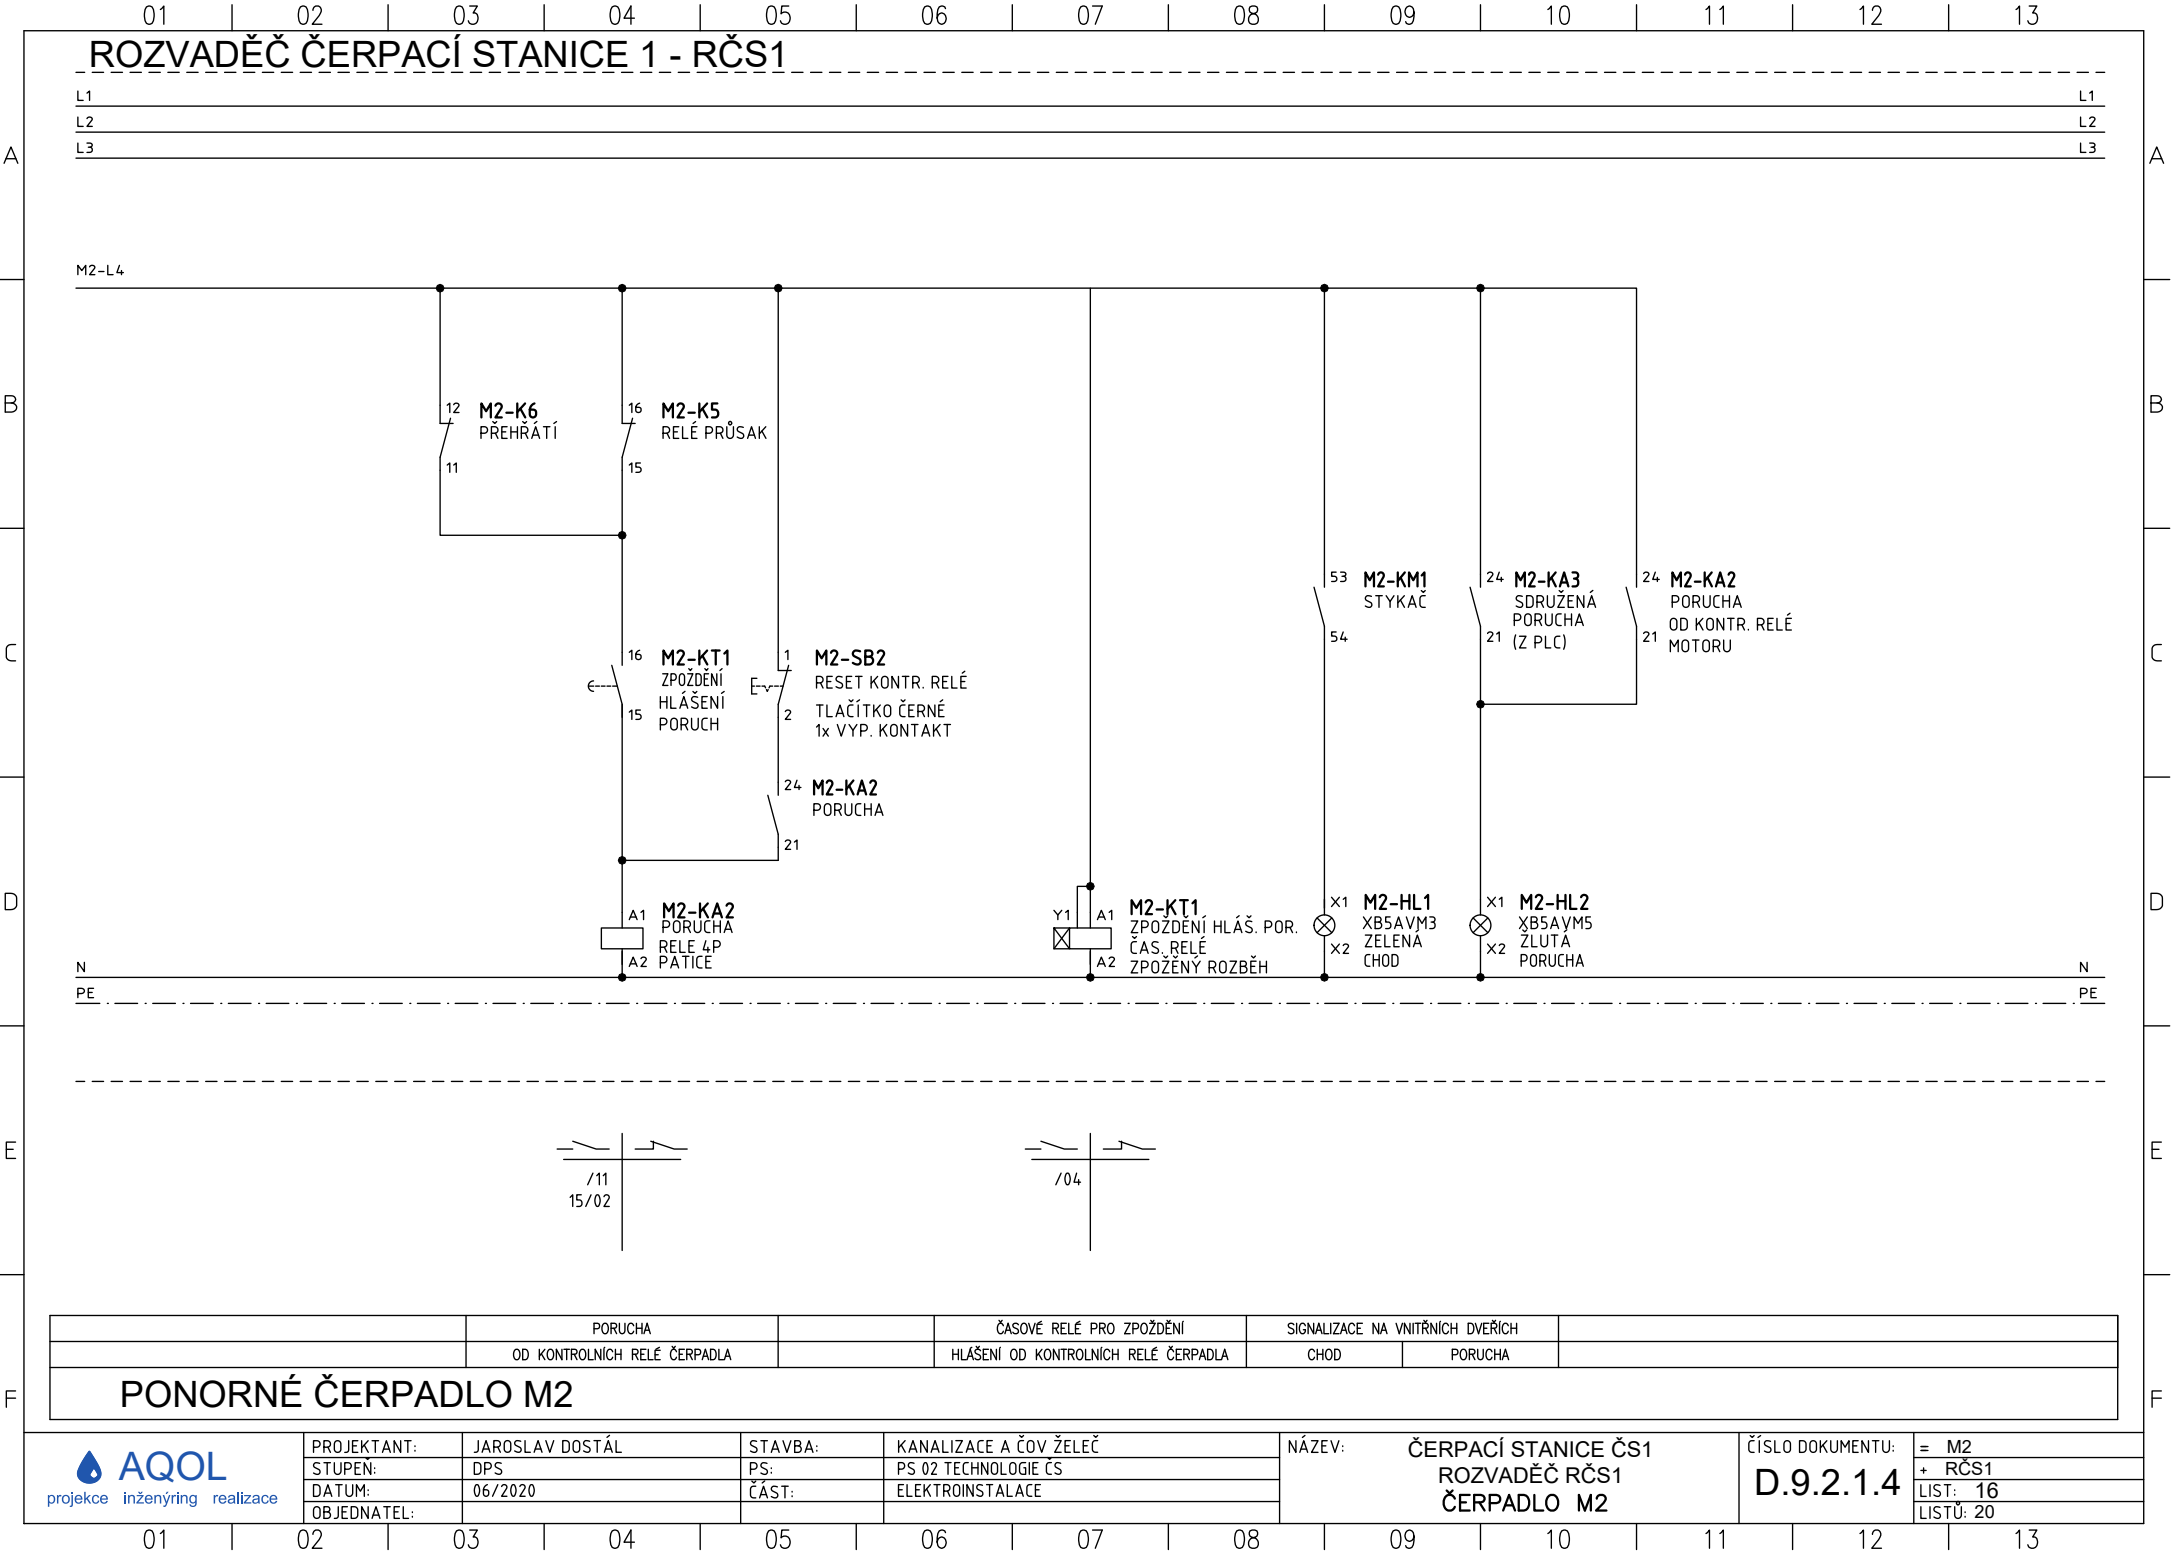 01 02 03 04 05 06 07 08 09 10 11 12 13
ROZVADĚČ ČERPACÍ STANICE 1 - RČS1
L1 L1
L2 L2
L3 L3
A A
M2-L4
B B
12 M2-K6
PŘEHŘÁTÍ
11
16 M2-K5
RELÉ PRŮSAK
15
C C
16 M2-KT1
ZPOŽDĚNÍ
HLÁŠENÍ
15
PORUCH
1 M2-SB2
RESET KONTR. RELÉ
2 TLAČÍTKO ČERNÉ
1x VYP. KONTAKT
24 M2-KA2
PORUCHA
21
53 M2-KM1
STYKAČ
54
24 M2-KA3
SDRUŽENÁ
PORUCHA
21 (Z PLC)
24 M2-KA2
PORUCHA
OD KONTR. RELÉ
21 MOTORU
D D
A1 M2-KA2
PORUCHA
RELE 4P
A2 PATICE
Y1 A1 M2-KT1
ZPOŽDĚNÍ HLÁŠ. POR.
ČAS. RELÉ
A2 ZPOŽĚNÝ ROZBĚH
X1 M2-HL1
XB5AVM3
ZELENÁ
X2 CHOD
X1 M2-HL2
XB5AVM5
ŽLUTÁ
X2 PORUCHA
N N
PE PE
E E
/11
15/02
/04
PORUCHA ČASOVÉ RELÉ PRO ZPOŽDĚNÍ SIGNALIZACE NA VNITŘNÍCH DVEŘÍCH
OD KONTROLNÍCH RELÉ ČERPADLA HLÁŠENÍ OD KONTROLNÍCH RELÉ ČERPADLA CHOD PORUCHA
F PONORNÉ ČERPADLO M2 F
AQOL
projekce inženýring realizace
PROJEKTANT: JAROSLAV DOSTÁL
STUPEŇ: DPS
DATUM: 06/2020
OBJEDNATEL:
STAVBA: KANALIZACE A ČOV ŽELEČ
PS: PS 02 TECHNOLOGIE ČS
ČÁST: ELEKTROINSTALACE
NÁZEV: ČERPACÍ STANICE ČS1
ROZVADĚČ RČS1
ČERPADLO M2
ČÍSLO DOKUMENTU:
D.9.2.1.4
= M2
+ RČS1
LIST: 16
LISTŮ: 20
01 02 03 04 05 06 07 08 09 10 11 12 13